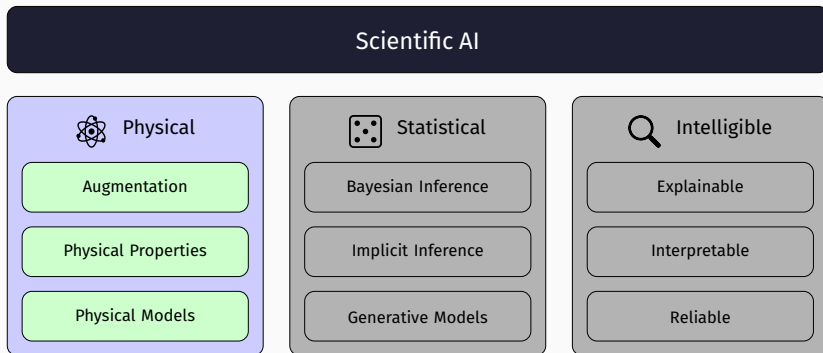 Scientific AI
Physical
Augmentation
Physical Properties
Physical Models
Statistical
Bayesian Inference
Implicit Inference
Generative Models
Intelligible
Explainable
Interpretable
Reliable